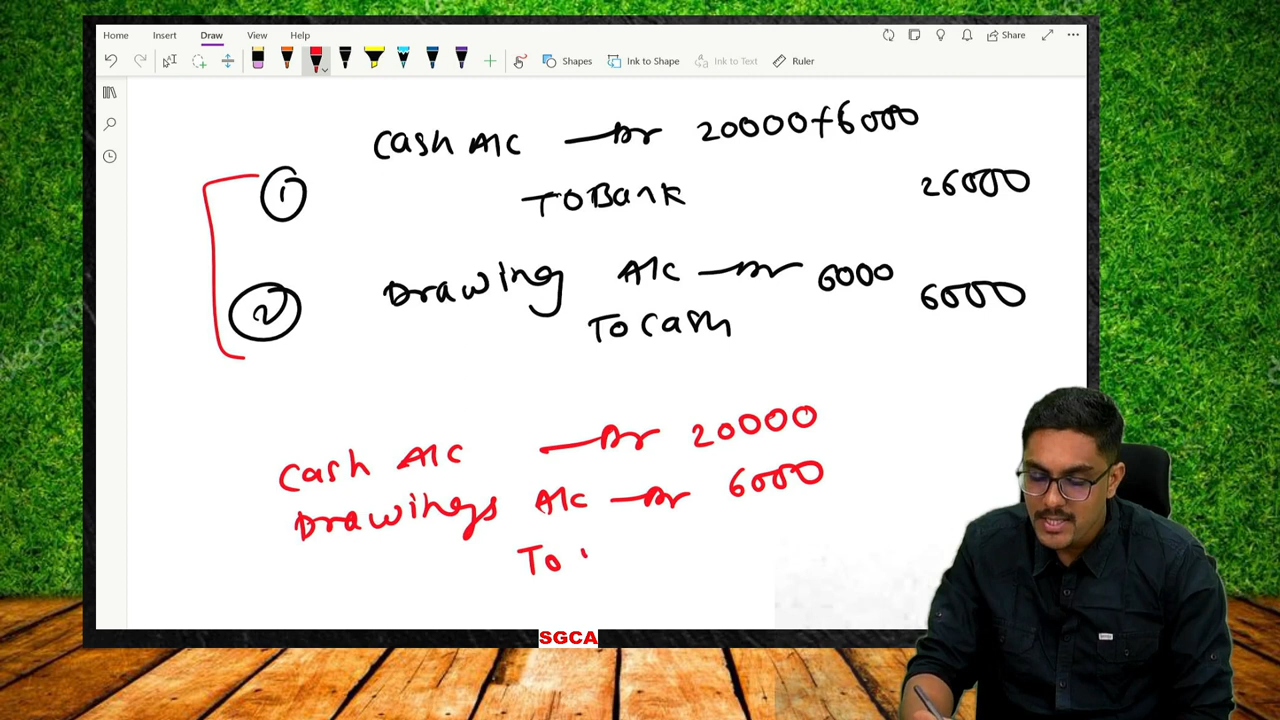 Home Insert Draw View Help
Share
Shapes Ink to Shape Ink to Text Ruler
Cash A/C Dr 20000+6000
① To Bank 26000
② Drawing A/C Dr 6000 6000
To Cash
Cash A/C Dr 20000
Drawings A/C Dr 6000
To
SGCA